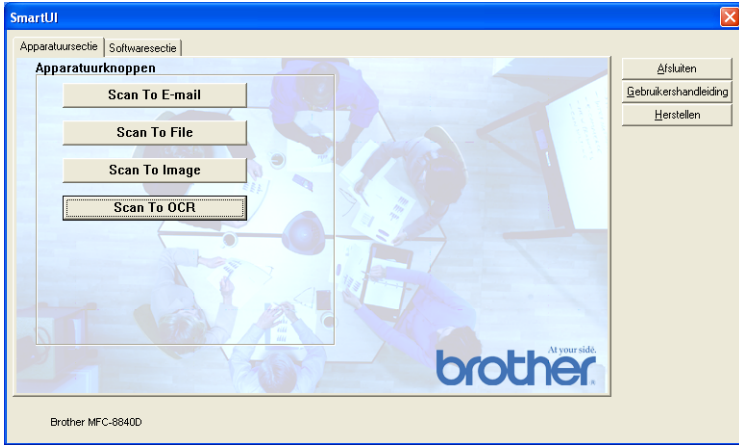 SmartUI
Apparatuursectie
Softwaresectie
Apparatuurknoppen
Scan To E-mail
Scan To File
Scan To Image
Scan To OCR
Afsluiten
Gebruikershandleiding
Herstellen
At your side.
brother
Brother MFC-8840D